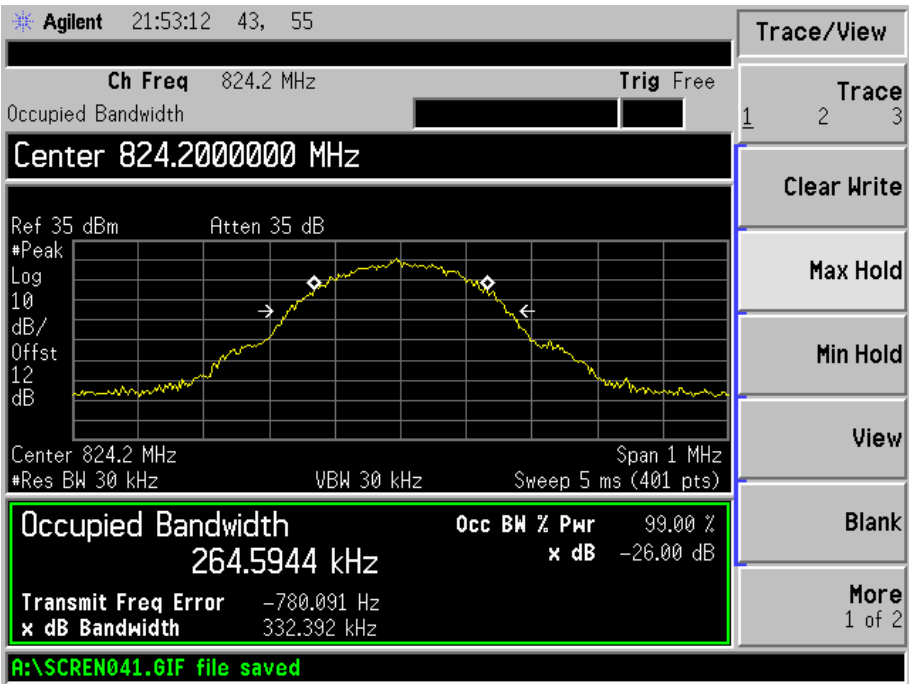 Agilent 21:53:12 43, 55
Ch Freq 824.2 MHz Trig Free
Occupied Bandwidth
Center 824.2000000 MHz
Ref 35 dBm Atten 35 dB
#Peak
Log
10
dB/
Offst
12
dB
Center 824.2 MHz Span 1 MHz
#Res BW 30 kHz VBW 30 kHz Sweep 5 ms (401 pts)
Occupied Bandwidth
264.5944 kHz
Occ BW % Pwr 99.00 %
x dB -26.00 dB
Transmit Freq Error -780.091 Hz
x dB Bandwidth 332.392 kHz
A:\SCREN041.GIF file saved
Trace/View
Trace
1 2 3
Clear Write
Max Hold
Min Hold
View
Blank
More
1 of 2